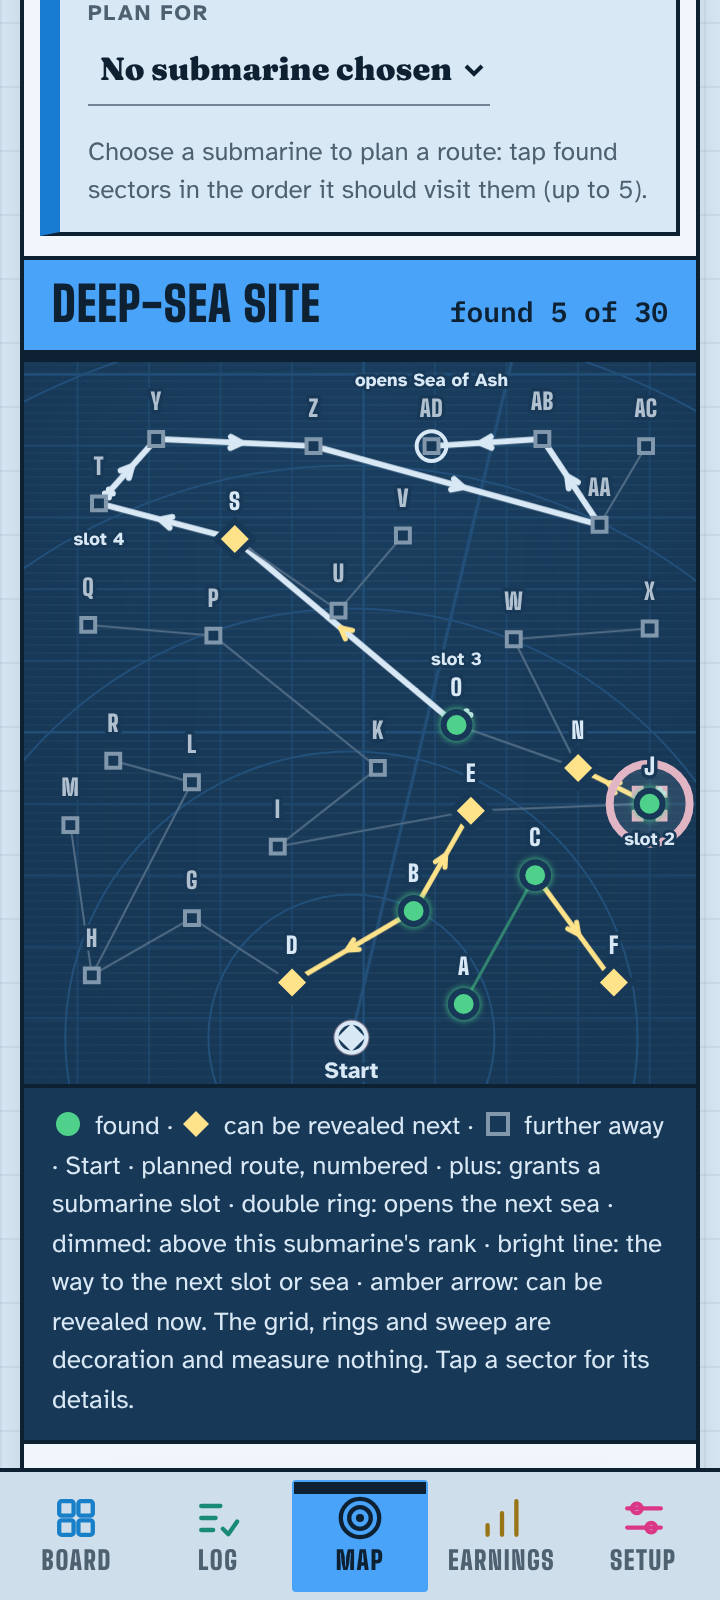 PLAN FOR
No submarine chosen
Choose a submarine to plan a route: tap found
sectors in the order it should visit them (up to 5).
DEEP-SEA SITE
found 5 of 30
opens Sea of Ash
Y
Z
AD
AB
AC
T
S
V
AA
slot 4
Q
P
U
W
X
slot 3
O
R
L
K
N
M
I
E
J
slot 2
C
G
B
H
D
A
F
Start
found · can be revealed next · further away
· Start · planned route, numbered · plus: grants a
submarine slot · double ring: opens the next sea ·
dimmed: above this submarine's rank · bright line: the
way to the next slot or sea · amber arrow: can be
revealed now. The grid, rings and sweep are
decoration and measure nothing. Tap a sector for its
details.
BOARD
LOG
MAP
EARNINGS
SETUP